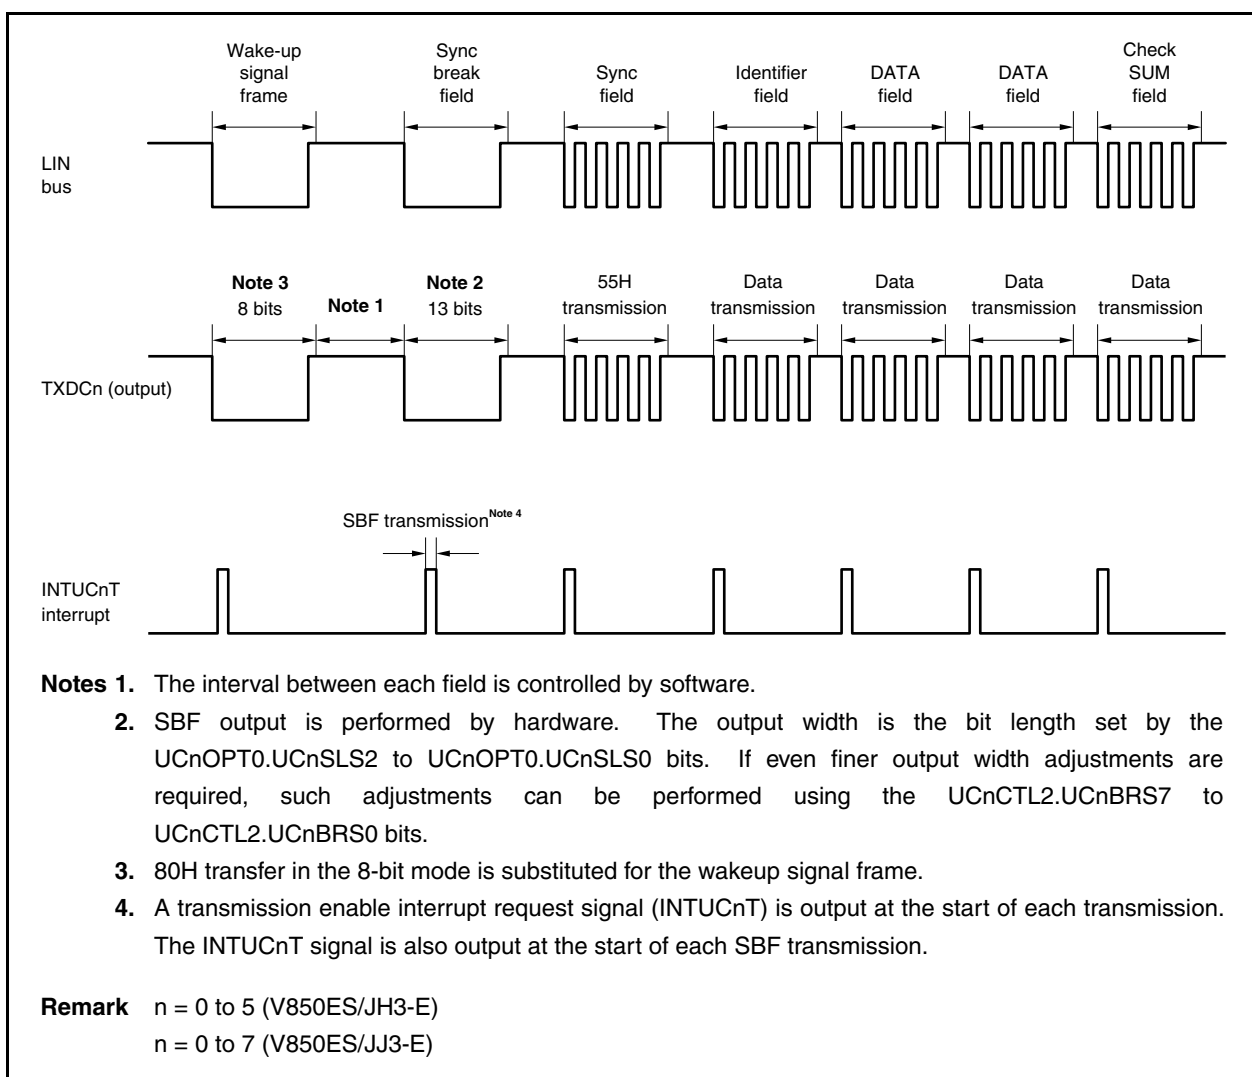 Wake-up
signal
frame
Sync
break
field
Sync
field
Identifier
field
DATA
field
DATA
field
Check
SUM
field
LIN
bus
Note 3
8 bits
Note 1
Note 2
13 bits
55H
transmission
Data
transmission
Data
transmission
Data
transmission
Data
transmission
TXDCn (output)
SBF transmission Note 4
INTUCnT
interrupt
Notes 1. The interval between each field is controlled by software.
2. SBF output is performed by hardware. The output width is the bit length set by the
UCnOPT0.UCnSLS2 to UCnOPT0.UCnSLS0 bits. If even finer output width adjustments are
required, such adjustments can be performed using the UCnCTL2.UCnBRS7 to
UCnCTL2.UCnBRS0 bits.
3. 80H transfer in the 8-bit mode is substituted for the wakeup signal frame.
4. A transmission enable interrupt request signal (INTUCnT) is output at the start of each transmission.
The INTUCnT signal is also output at the start of each SBF transmission.
Remark n = 0 to 5 (V850ES/JH3-E)
n = 0 to 7 (V850ES/JJ3-E)